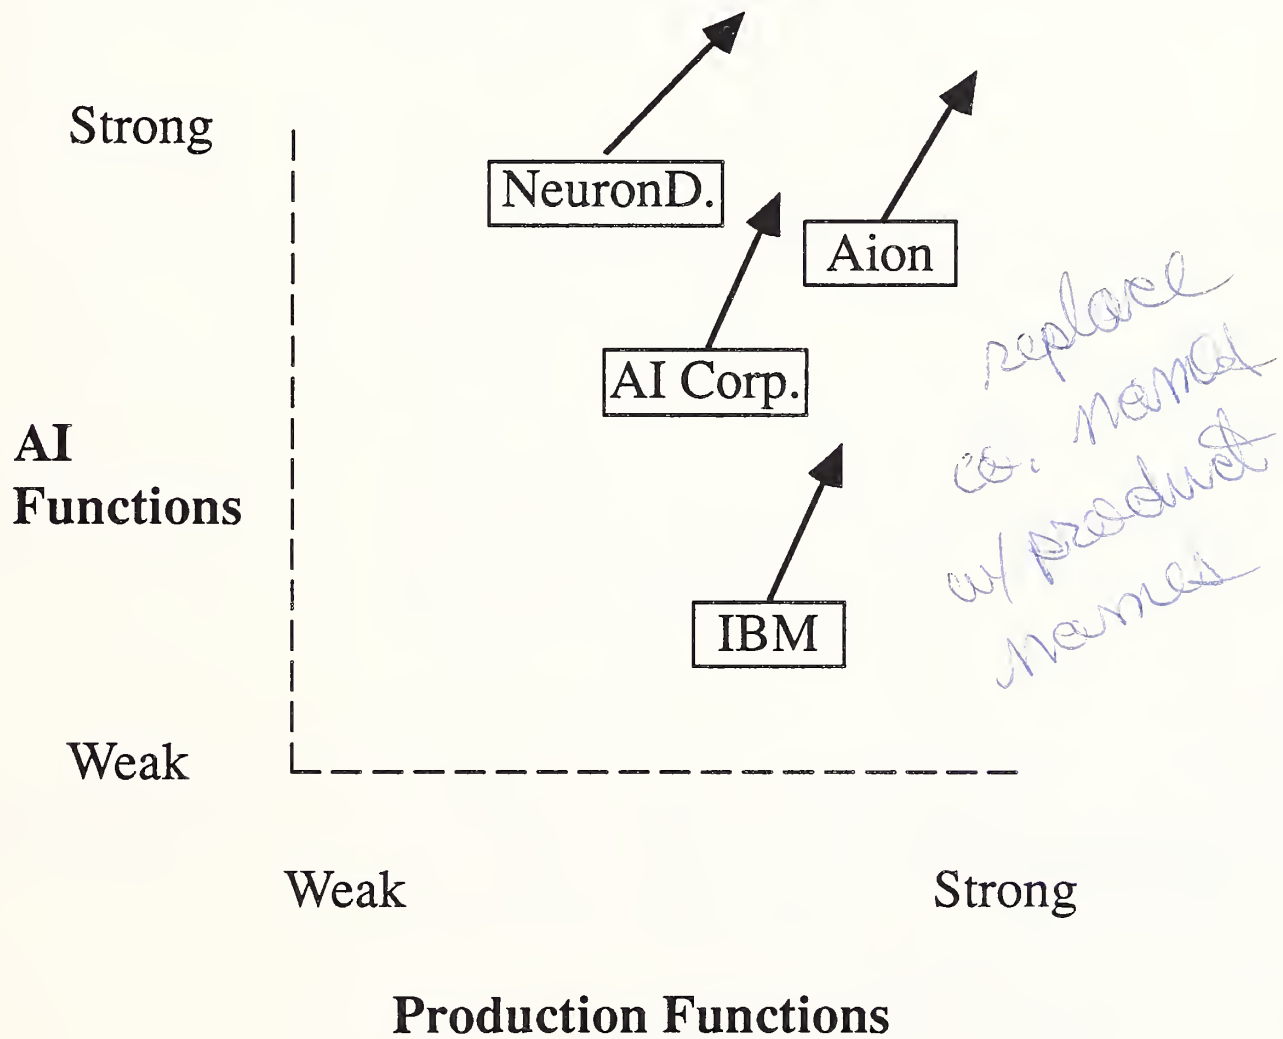 Strong
NeuronD.
Aion
AI Corp.
AI
Functions
IBM
Weak
Weak
Strong
Production Functions
replace
co. names
w/ product
names